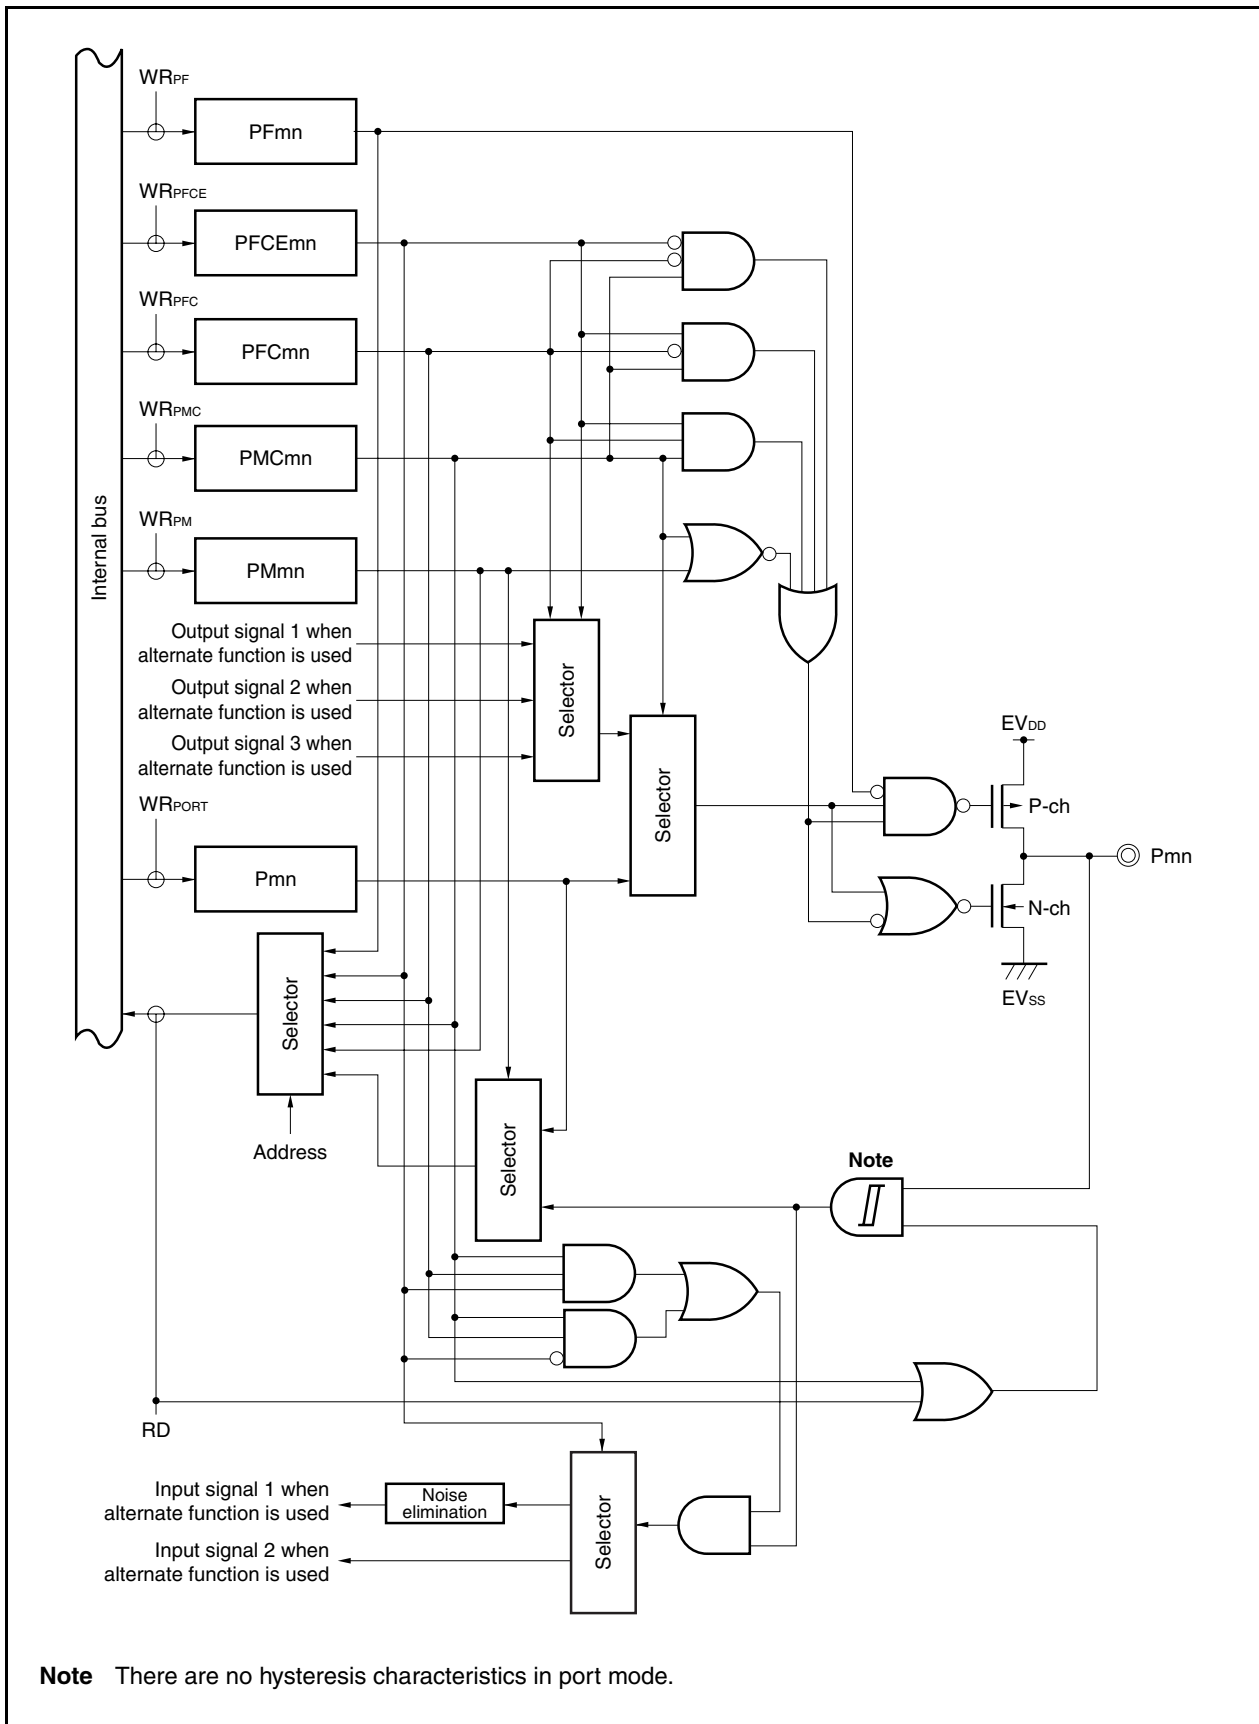 WRPF
PFmn
WRPFCE
PFCEmn
WRPFC
PFCmn
WRPMC
PMCmn
Internal bus
WRPM
PMmn
Output signal 1 when
alternate function is used
Output signal 2 when
alternate function is used
Output signal 3 when
alternate function is used
Selector
Selector
EVDD
P-ch
WRPORT
Pmn
Pmn
N-ch
EVSS
Selector
Address
Selector
Note
RD
Input signal 1 when
alternate function is used
Noise
elimination
Input signal 2 when
alternate function is used
Selector
Note There are no hysteresis characteristics in port mode.